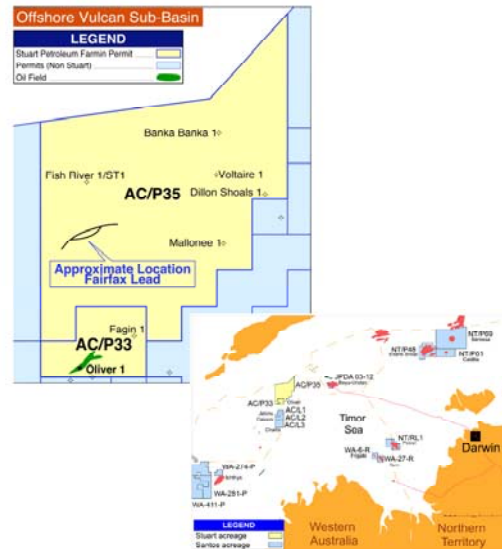 Offshore Vulcan Sub-Basin
LEGEND
Stuart Petroleum Farmin Permit
Permits (Non Stuart)
Oil Field
Banka Banka 1
Fish River 1/ST1
Voltaire 1
AC/P35
Dillon Shoals 1
Mallonee 1
Approximate Location
Fairfax Lead
Fagin 1
AC/P33
Oliver 1
NT/P69
NT/P48
NT/P61
JPDA 03-12
AC/P35
AC/P33
AC/L1
AC/L2
AC/L3
Timor
Sea
NT/RL1
Darwin
WA-6-R
WA-27-R
WA-274-P
WA-281-P
WA-411-P
LEGEND
Stuart acreage
Santos acreage
Western
Australia
Northern
Territory